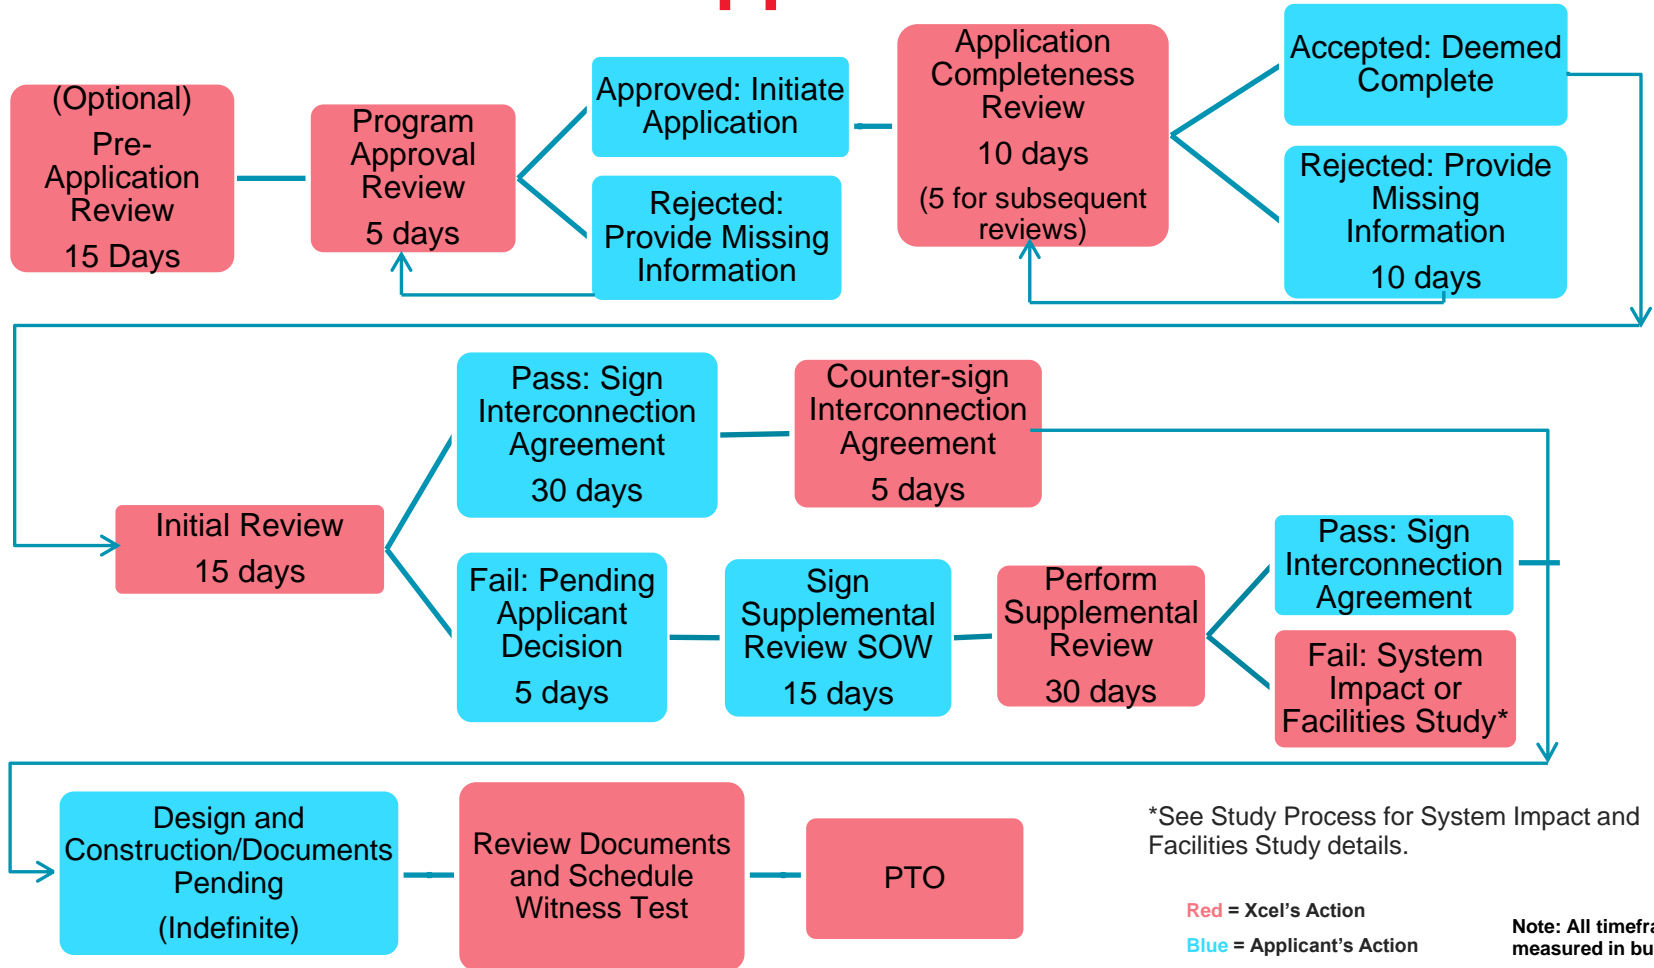 (Optional)
Pre-
Application
Review
15 Days
Program
Approval
Review
5 days
Approved: Initiate
Application
Rejected:
Provide Missing
Information
Application
Completeness
Review
10 days
(5 for subsequent
reviews)
Accepted: Deemed
Complete
Rejected: Provide
Missing
Information
10 days
Initial Review
15 days
Pass: Sign
Interconnection
Agreement
30 days
Counter-sign
Interconnection
Agreement
5 days
Fail: Pending
Applicant
Decision
5 days
Sign
Supplemental
Review SOW
15 days
Perform
Supplemental
Review
30 days
Pass: Sign
Interconnection
Agreement
Fail: System
Impact or
Facilities Study*
Design and
Construction/Documents
Pending
(Indefinite)
Review Documents
and Schedule
Witness Test
PTO
*See Study Process for System Impact and
Facilities Study details.
Red = Xcel's Action
Blue = Applicant's Action
Note: All
measured in